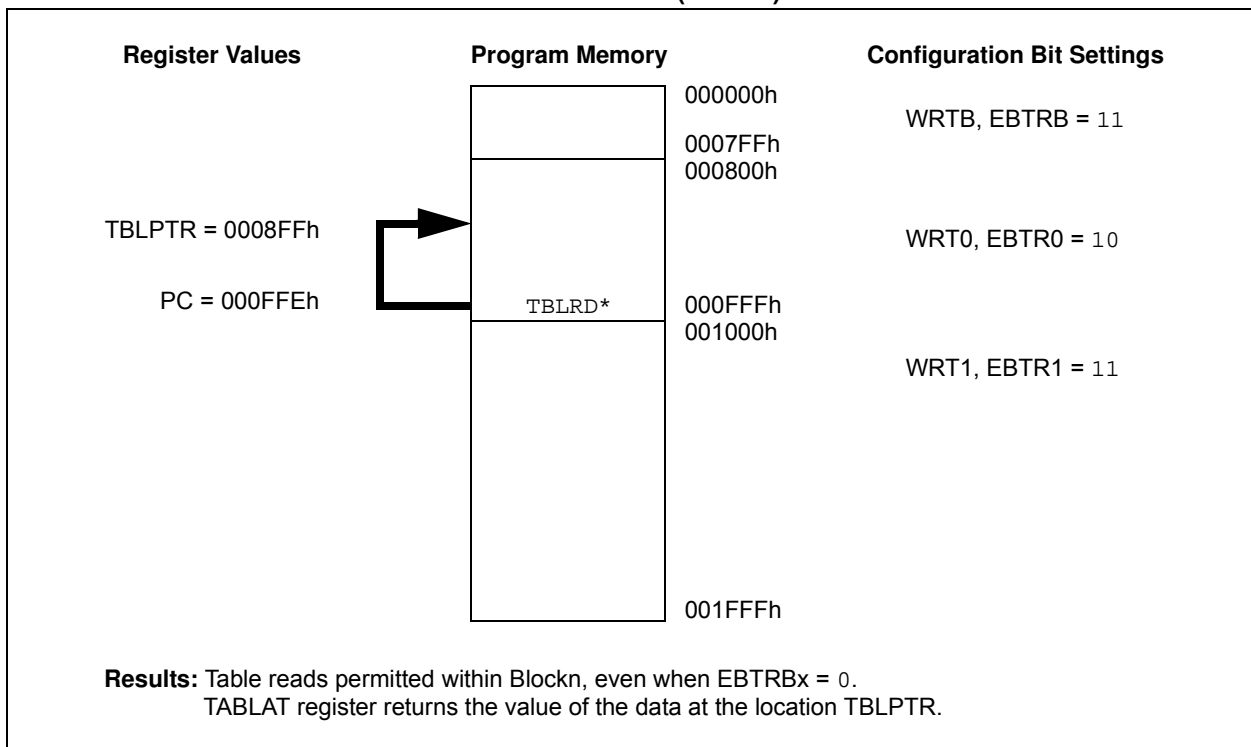 Register Values Program Memory Configuration Bit Settings
000000h
WRTB, EBTRB = 11
0007FFh
000800h
TBLPTR = 0008FFh
WRT0, EBTR0 = 10
PC = 000FFEh TBLRD* 000FFFh
001000h
WRT1, EBTR1 = 11
001FFFh
Results: Table reads permitted within Blockn, even when EBTRBx = 0.
TABLAT register returns the value of the data at the location TBLPTR.